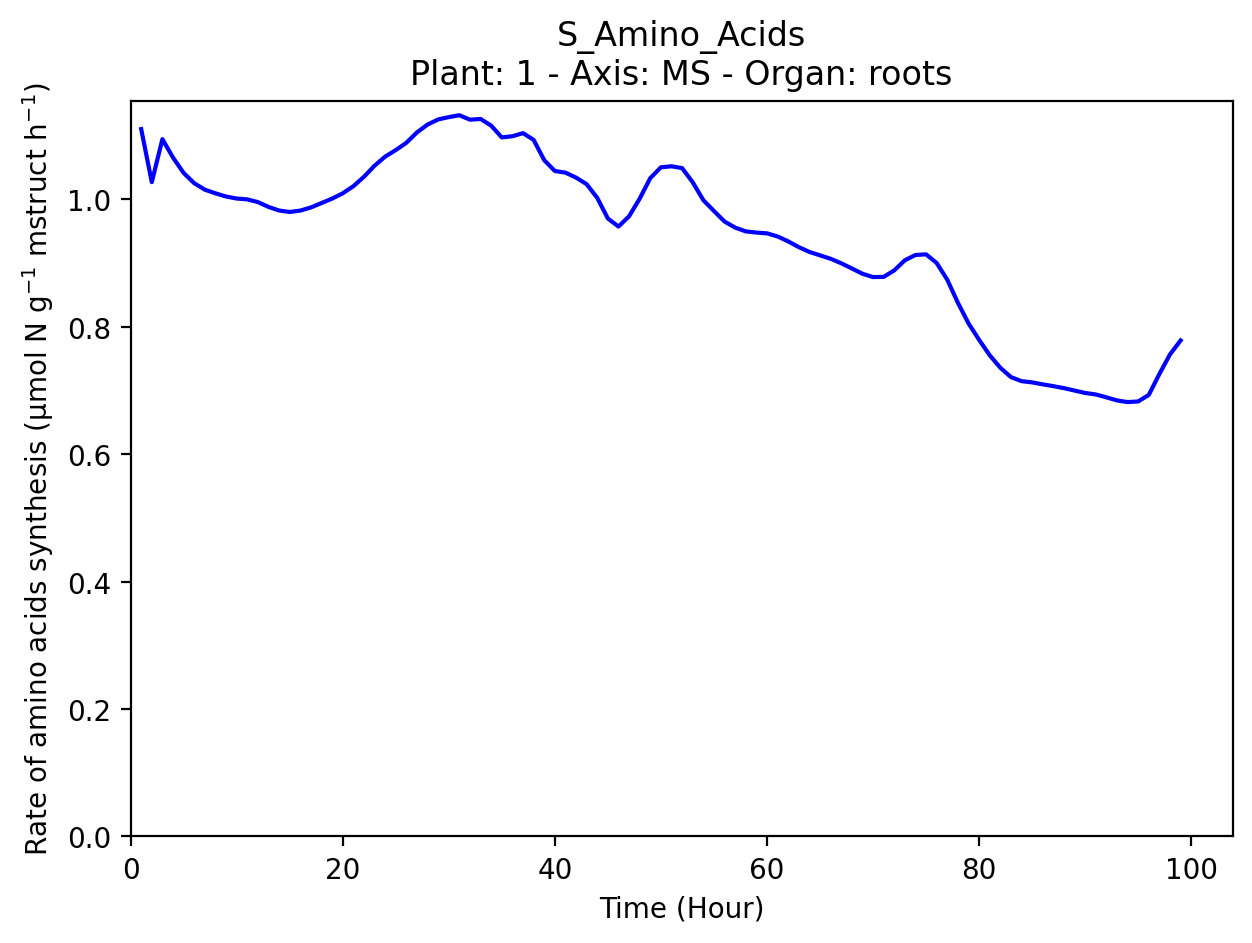 S_Amino_Acids
Plant: 1 - Axis: MS - Organ: roots
Rate of amino acids synthesis (µmol N g⁻¹ mstruct h⁻¹)
1.0
0.8
0.6
0.4
0.2
0.0
0 20 40 60 80 100
Time (Hour)